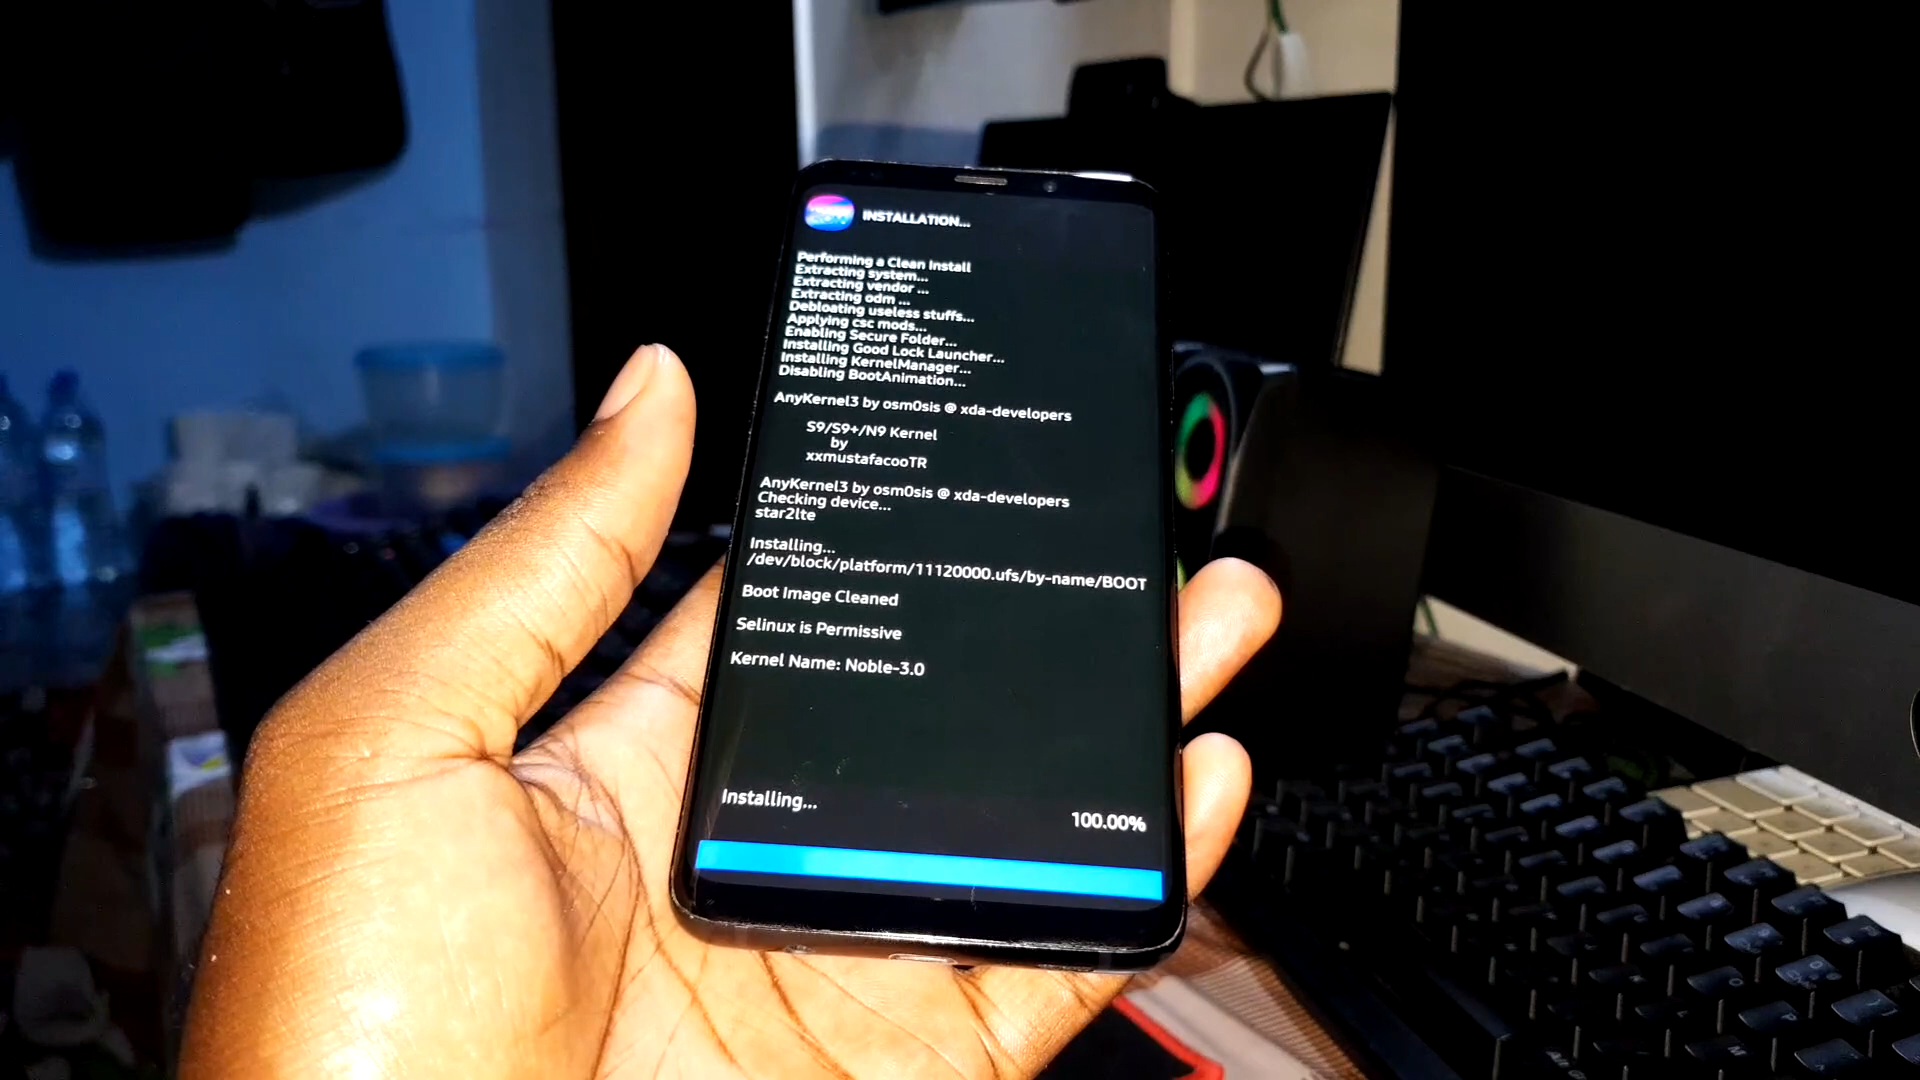 INSTALLATION...
Performing a Clean Install
Extracting system...
Extracting vendor ...
Extracting odm ...
Debloating useless stuffs...
Applying csc mods...
Enabling Secure Folder...
Installing Good Lock Launcher...
Installing KernelManager...
Disabling BootAnimation...
AnyKernel3 by osm0sis @ xda-developers
S9/S9+/N9 Kernel
by
xxmustafacooTR
AnyKernel3 by osm0sis @ xda-developers
Checking device...
star2lte
Installing...
/dev/block/platform/11120000.ufs/by-name/BOOT
Boot Image Cleaned
Selinux is Permissive
Kernel Name: Noble-3.0
Installing...
100.00%